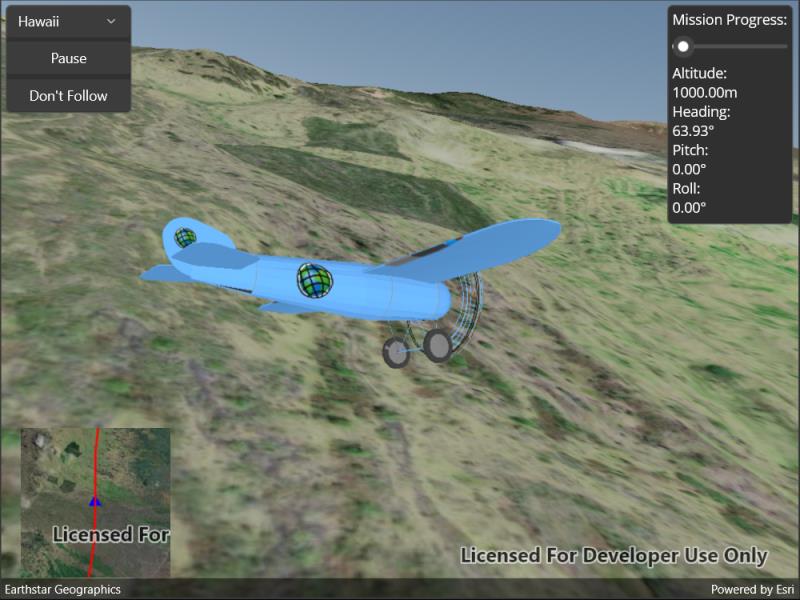 Hawaii
Pause
Don't Follow
Mission Progress:
Altitude:
1000.00m
Heading:
63.93°
Pitch:
0.00°
Roll:
0.00°
Licensed For
Licensed For Developer Use Only
Earthstar Geographics
Powered by Esri